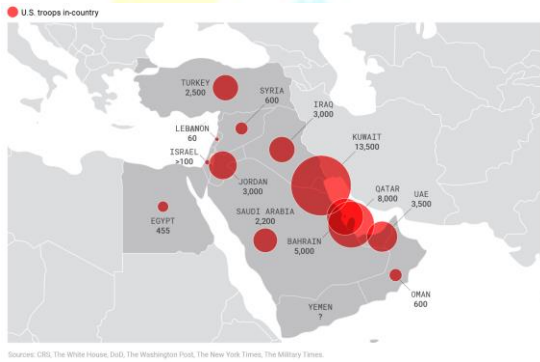 U.S. troops in-country
TURKEY
2,500
SYRIA
600
IRAQ
3,000
LEBANON
60
KUWAIT
13,500
ISRAEL
>100
JORDAN
3,000
QATAR
8,000
UAE
3,500
EGYPT
455
SAUDI ARABIA
2,200
BAHRAIN
5,000
OMAN
600
YEMEN
?
Sources: CBS, The White House, DoD, The Washington Post, The New York Times, The Military Times.